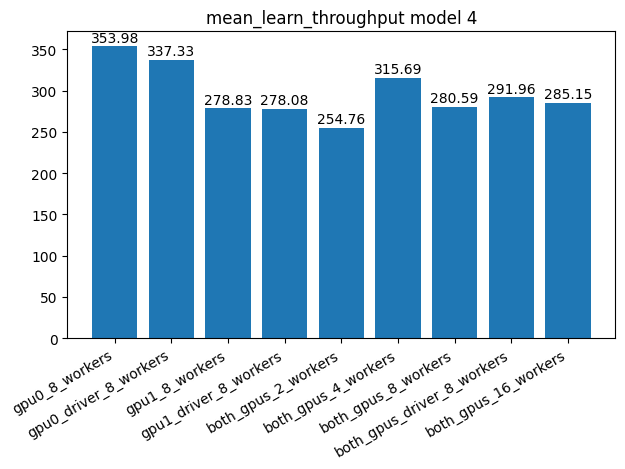 mean_learn_throughput model 4
350
300
250
200
150
100
50
0
353.98
337.33
278.83
278.08
254.76
315.69
280.59
291.96
285.15
gpu0_8_workers
gpu0_driver_8_workers
gpu1_8_workers
gpu1_driver_8_workers
both_gpus_2_workers
both_gpus_4_workers
both_gpus_8_workers
both_gpus_driver_8_workers
both_gpus_16_workers